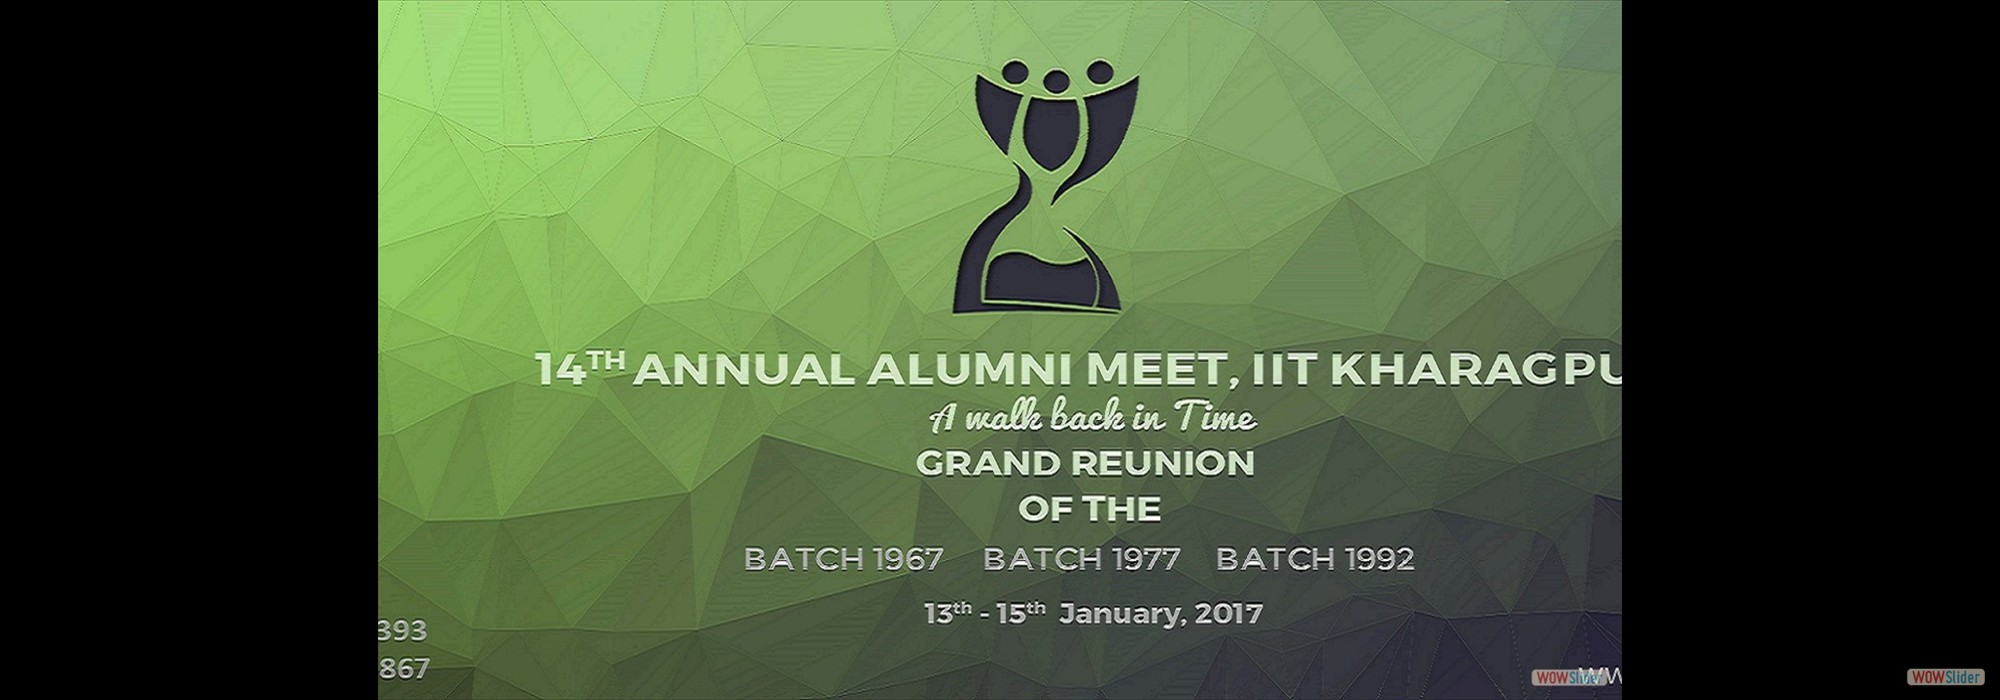 14TH ANNUAL ALUMNI MEET, IIT KHARAGPU
A walk back in Time
GRAND REUNION
OF THE
BATCH 1967 BATCH 1977 BATCH 1992
13th - 15th January, 2017
393
867
WOWSlider
WW
WOWSlider